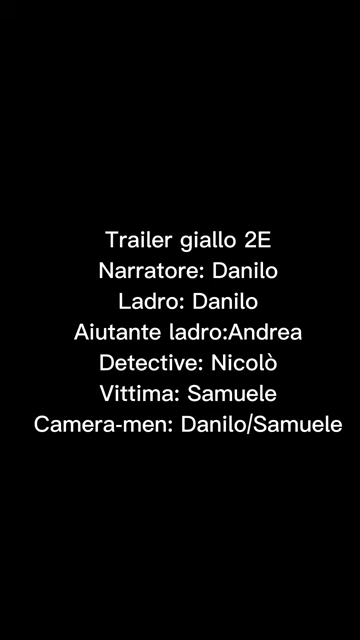 Trailer giallo 2E
Narratore: Danilo
Ladro: Danilo
Aiutante ladro:Andrea
Detective: Nicolò
Vittima: Samuele
Camera-men: Danilo/Samuele